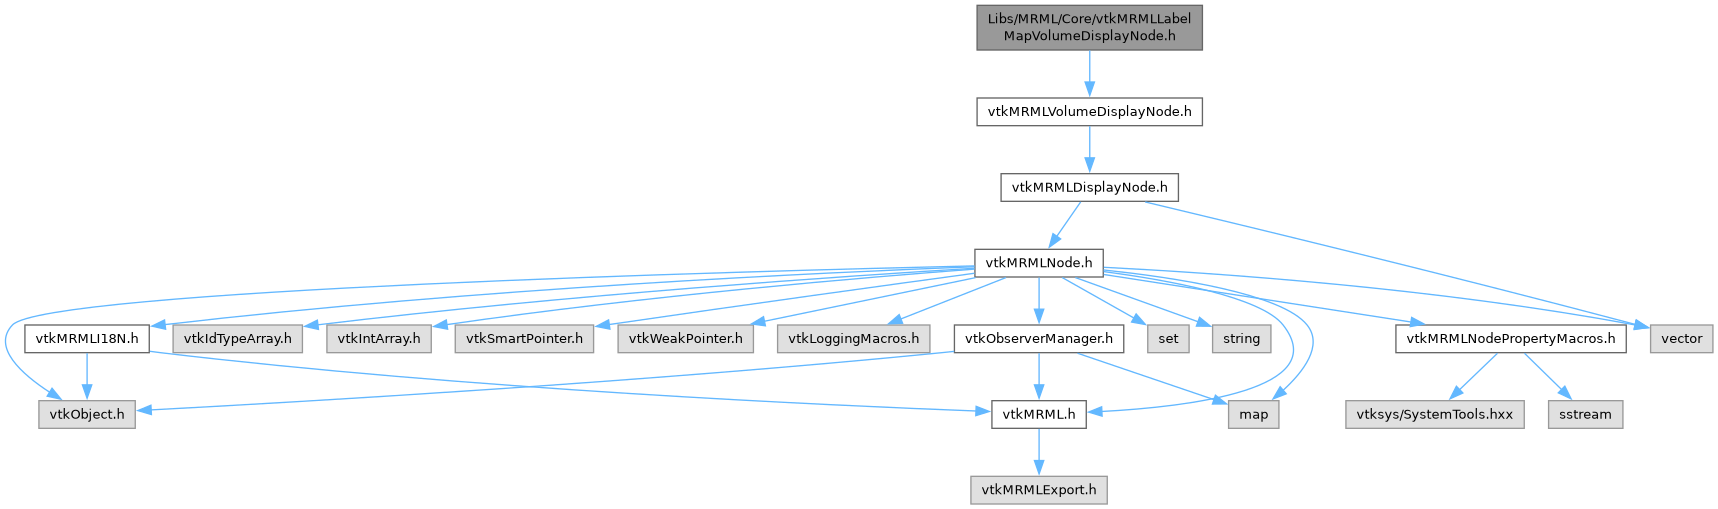 Libs/MRML/Core/vtkMRMLLabel
MapVolumeDisplayNode.h
vtkMRMLVolumeDisplayNode.h
vtkMRMLDisplayNode.h
vtkMRMLNode.h
vtkMRMLI18N.h
vtkIdTypeArray.h
vtkIntArray.h
vtkSmartPointer.h
vtkWeakPointer.h
vtkLoggingMacros.h
vtkObserverManager.h
set
string
vtkMRMLNodePropertyMacros.h
vector
vtkObject.h
vtkMRML.h
map
vtksys/SystemTools.hxx
sstream
vtkMRMLExport.h